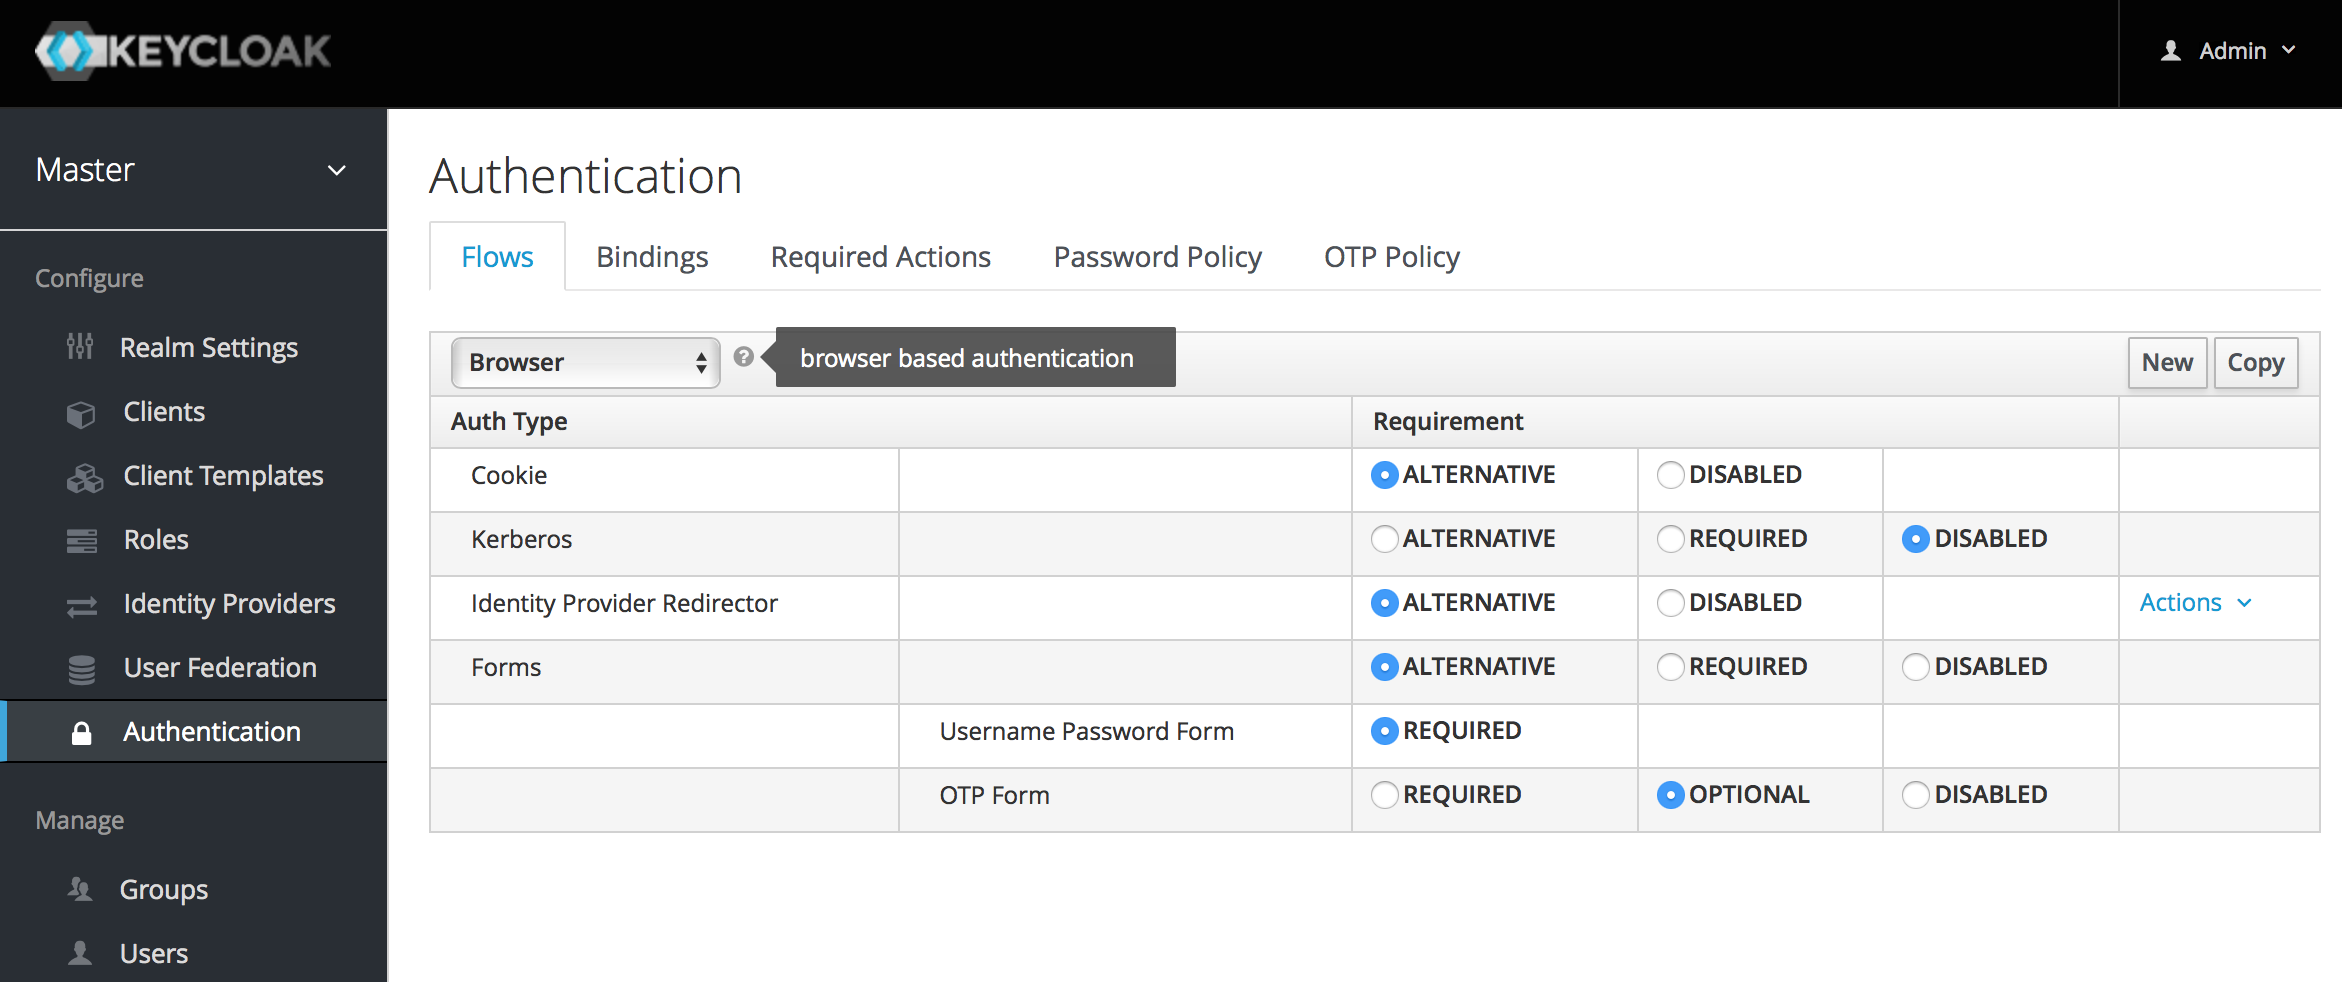 KEYCLOAK
Admin
Master
Configure
Realm Settings
Clients
Client Templates
Roles
Identity Providers
User Federation
Authentication
Manage
Groups
Users
Authentication
Flows Bindings Required Actions Password Policy OTP Policy
Browser ? browser based authentication New Copy
Auth Type Requirement
Cookie ALTERNATIVE DISABLED
Kerberos ALTERNATIVE REQUIRED DISABLED
Identity Provider Redirector ALTERNATIVE DISABLED Actions
Forms ALTERNATIVE REQUIRED DISABLED
Username Password Form REQUIRED
OTP Form REQUIRED OPTIONAL DISABLED